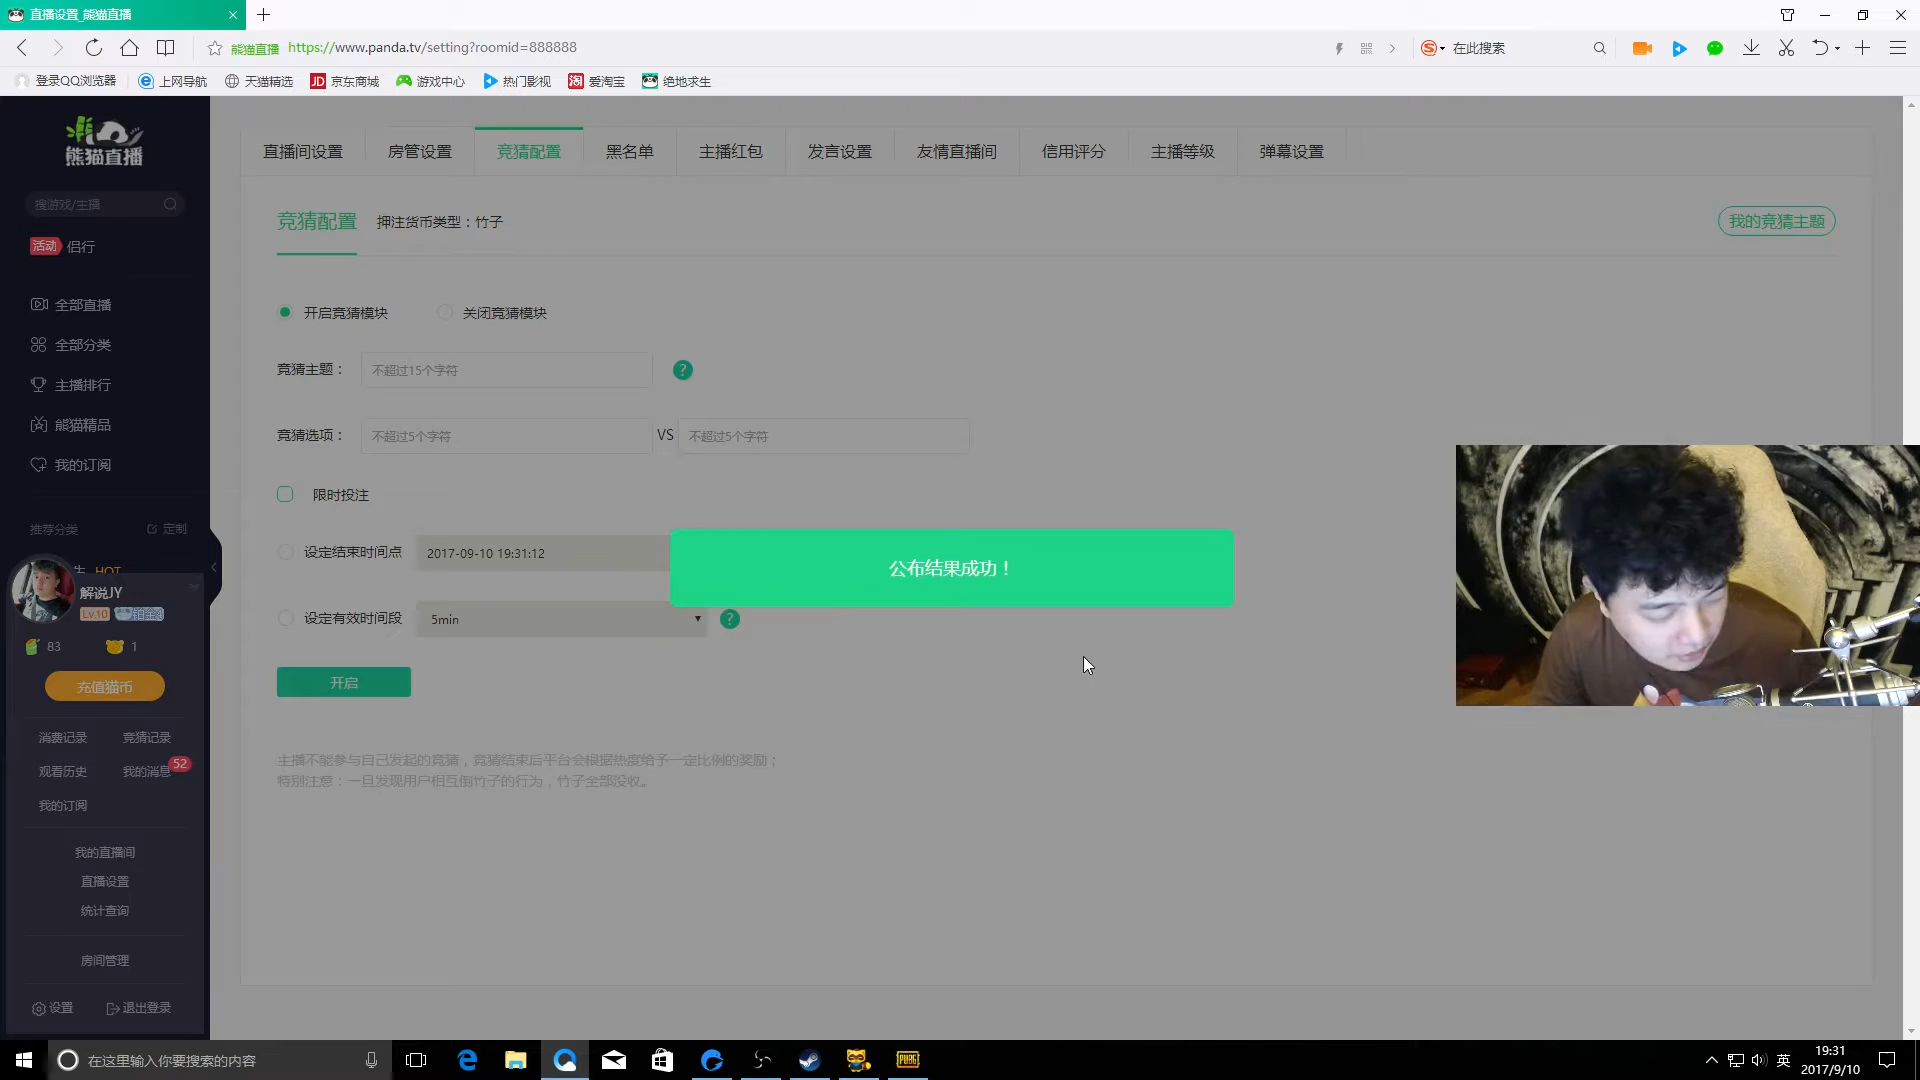 直播设置_熊猫直播
熊猫直播 https://www.panda.tv/setting?roomid=888888
在此搜索
登录QQ浏览器 上网导航 天猫精选 JD 京东商城 游戏中心 热门影视 淘 爱淘宝 绝地求生
熊猫直播
搜游戏/主播
活动 侣行
全部直播
全部分类
主播排行
熊猫精品
我的订阅
推荐分类 定制
HOT
解说JY
Lv.10
83 1
充值猫币
消费记录 竞猜记录
观看历史 我的消息 52
我的订阅
我的直播间
直播设置
统计查询
房间管理
设置 退出登录
直播间设置 房管设置 竞猜配置 黑名单 主播红包 发言设置 友情直播间 信用评分 主播等级 弹幕设置
竞猜配置 押注货币类型：竹子 我的竞猜主题
开启竞猜模块 关闭竞猜模块
竞猜主题： 不超过15个字符 ?
竞猜选项： 不超过5个字符 VS 不超过5个字符
限时投注
设定结束时间点 2017-09-10 19:31:12
公布结果成功！
设定有效时间段 5min ?
开启
主播不能参与自己发起的竞猜，竞猜结束后平台会根据热度给予一定比例的奖励；
特别注意：一旦发现用户相互倒竹子的行为，竹子全部没收。
在这里输入你要搜索的内容
PUBG
英
19:31
2017/9/10